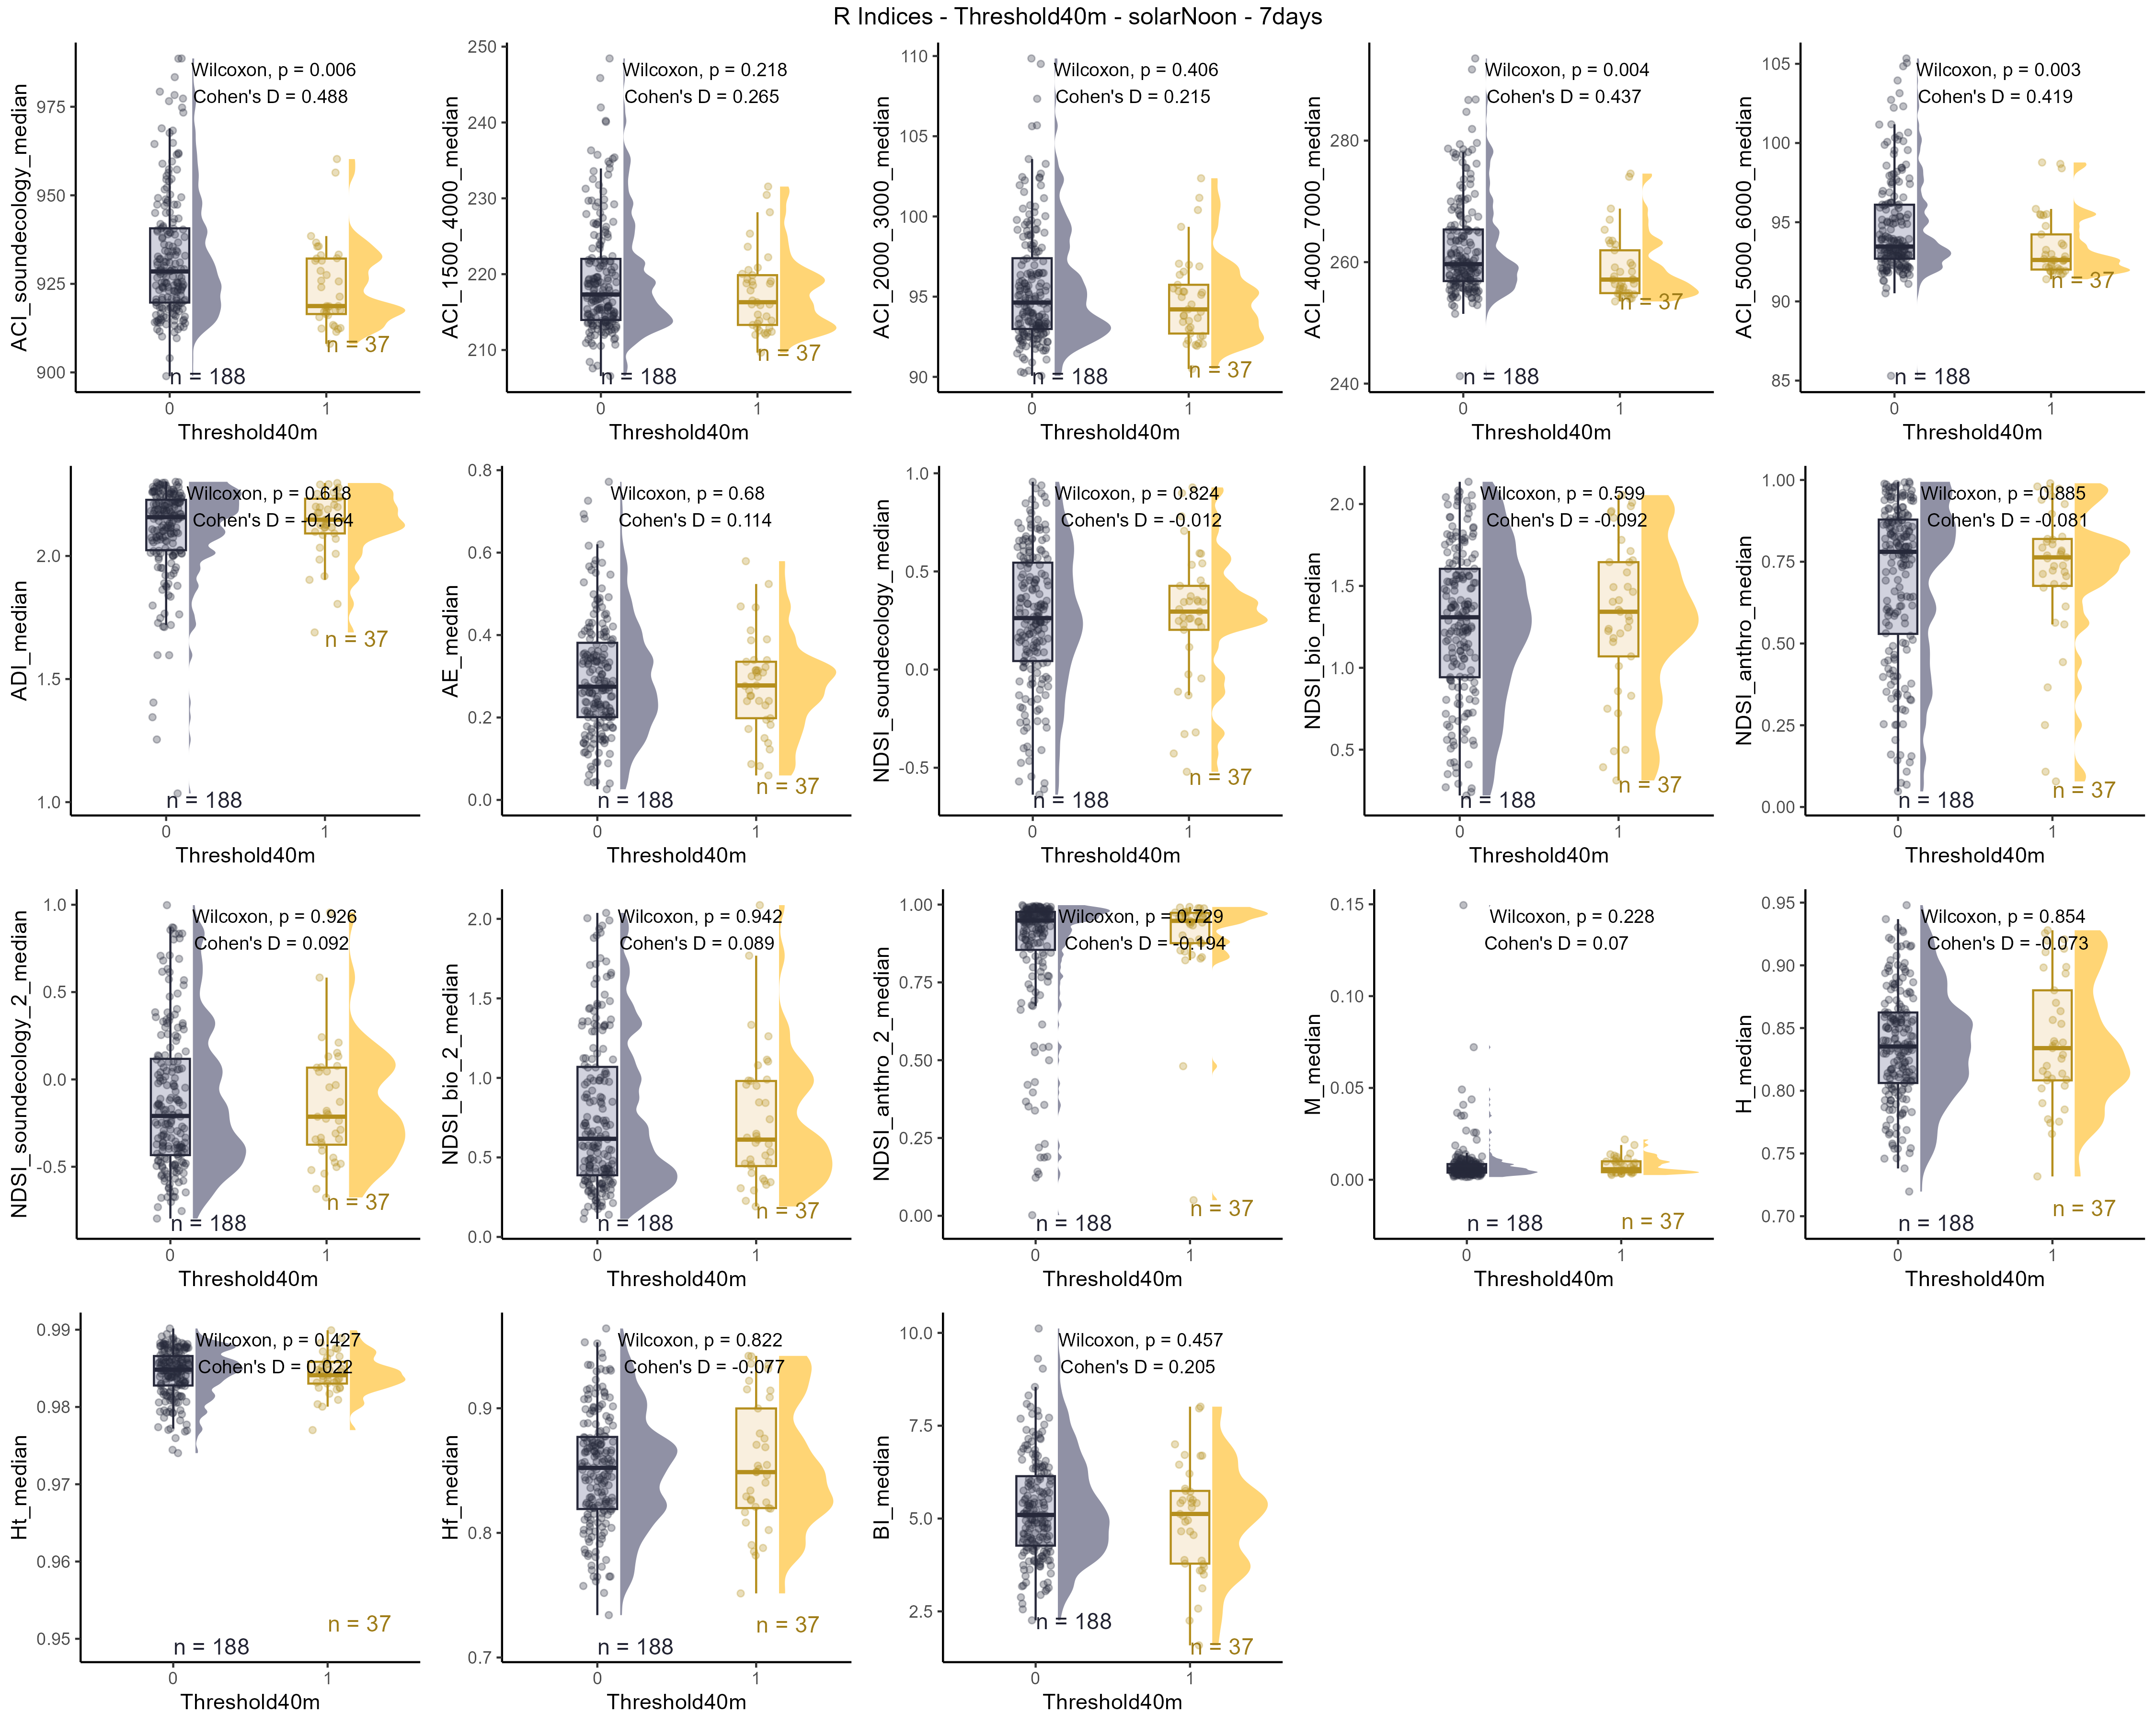 R Indices - Threshold40m - solarNoon - 7days
ACI_soundecology_median
975
950
925
900
Wilcoxon, p = 0.006
Cohen's D = 0.488
n = 188
n = 37
0
1
Threshold40m
ACI_1500_4000_median
250
240
230
220
210
Wilcoxon, p = 0.218
Cohen's D = 0.265
n = 188
n = 37
0
1
Threshold40m
ACI_2000_3000_median
110
105
100
95
90
Wilcoxon, p = 0.406
Cohen's D = 0.215
n = 188
n = 37
0
1
Threshold40m
ACI_4000_7000_median
280
260
240
Wilcoxon, p = 0.004
Cohen's D = 0.437
n = 188
n = 37
0
1
Threshold40m
ACI_5000_6000_median
105
100
95
90
85
Wilcoxon, p = 0.003
Cohen's D = 0.419
n = 188
n = 37
0
1
Threshold40m
ADI_median
2.0
1.5
1.0
Wilcoxon, p = 0.618
Cohen's D = -0.164
n = 188
n = 37
0
1
Threshold40m
AE_median
0.8
0.6
0.4
0.2
0.0
Wilcoxon, p = 0.68
Cohen's D = 0.114
n = 188
n = 37
0
1
Threshold40m
NDSI_soundecology_median
1.0
0.5
0.0
-0.5
Wilcoxon, p = 0.824
Cohen's D = -0.012
n = 188
n = 37
0
1
Threshold40m
NDSI_bio_median
2.0
1.5
1.0
0.5
Wilcoxon, p = 0.599
Cohen's D = -0.092
n = 188
n = 37
0
1
Threshold40m
NDSI_anthro_median
1.00
0.75
0.50
0.25
0.00
Wilcoxon, p = 0.885
Cohen's D = -0.081
n = 188
n = 37
0
1
Threshold40m
NDSI_soundecology_2_median
1.0
0.5
0.0
-0.5
Wilcoxon, p = 0.926
Cohen's D = 0.092
n = 188
n = 37
0
1
Threshold40m
NDSI_bio_2_median
2.0
1.5
1.0
0.5
0.0
Wilcoxon, p = 0.942
Cohen's D = 0.089
n = 188
n = 37
0
1
Threshold40m
NDSI_anthro_2_median
1.00
0.75
0.50
0.25
0.00
Wilcoxon, p = 0.729
Cohen's D = -0.194
n = 188
n = 37
0
1
Threshold40m
M_median
0.15
0.10
0.05
0.00
Wilcoxon, p = 0.228
Cohen's D = 0.07
n = 188
n = 37
0
1
Threshold40m
H_median
0.95
0.90
0.85
0.80
0.75
0.70
Wilcoxon, p = 0.854
Cohen's D = -0.073
n = 188
n = 37
0
1
Threshold40m
Ht_median
0.99
0.98
0.97
0.96
0.95
Wilcoxon, p = 0.427
Cohen's D = 0.022
n = 188
n = 37
0
1
Threshold40m
Hf_median
0.9
0.8
0.7
Wilcoxon, p = 0.822
Cohen's D = -0.077
n = 188
n = 37
0
1
Threshold40m
BI_median
10.0
7.5
5.0
2.5
Wilcoxon, p = 0.457
Cohen's D = 0.205
n = 188
n = 37
0
1
Threshold40m